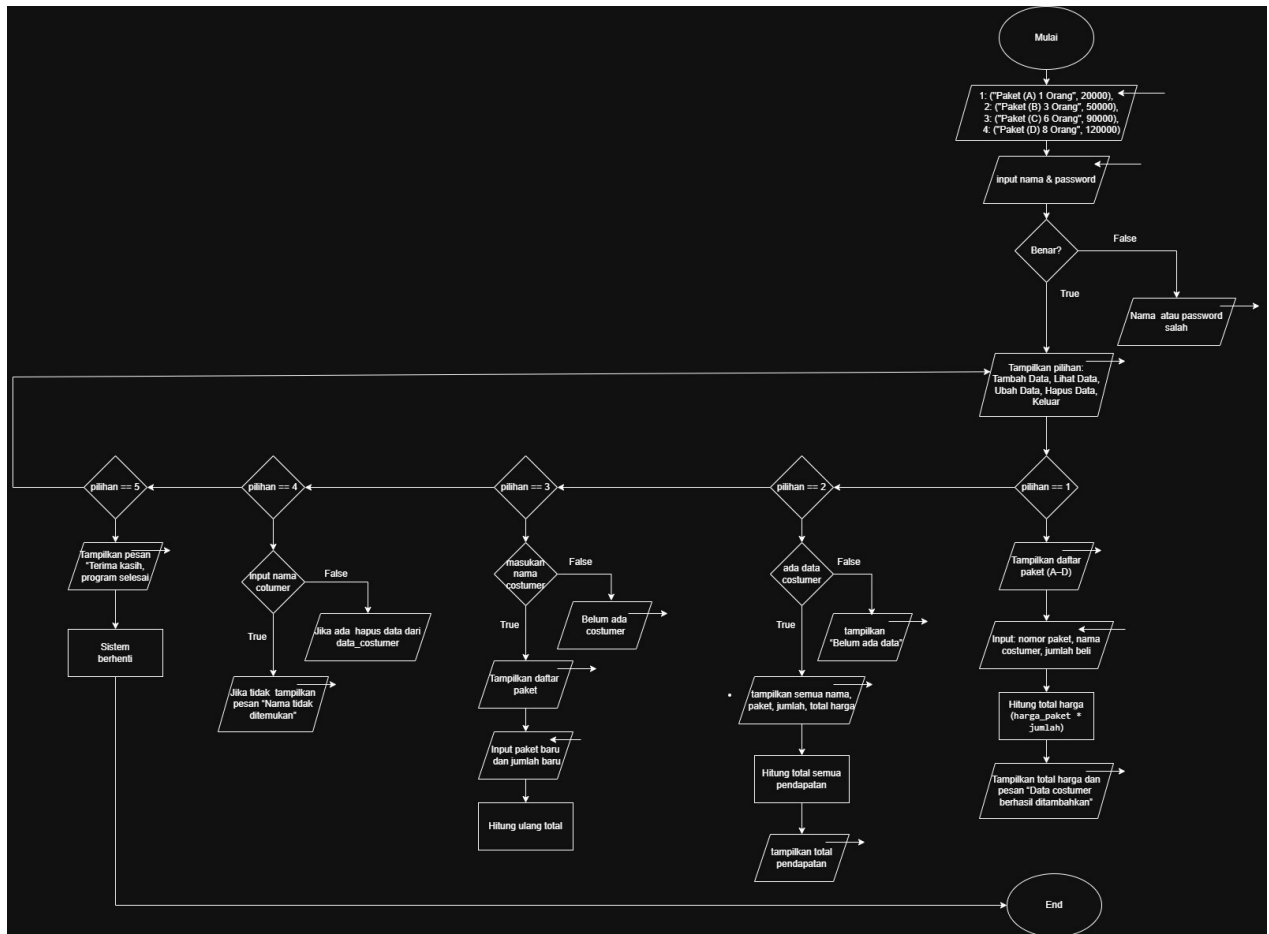 Mulai
1: ("Paket (A) 1 Orang", 20000),
2: ("Paket (B) 3 Orang", 50000),
3: ("Paket (C) 6 Orang", 90000),
4: ("Paket (D) 8 Orang", 120000)
input nama & password
Benar?
False
True
Nama atau password
salah
Tampilkan pilihan:
Tambah Data, Lihat Data,
Ubah Data, Hapus Data,
Keluar
pilihan == 5
pilihan == 4
pilihan == 3
pilihan == 2
pilihan == 1
Tampilkan pesan
"Terima kasih,
program selesai
Sistem
berhenti
input nama
cotumer
False
True
Jika ada hapus data dari
data_costumer
Jika tidak tampilkan
pesan "Nama tidak
ditemukan"
masukan
nama
costumer
False
True
Belum ada
costumer
Tampilkan daftar
paket
Input paket baru
dan jumlah baru
Hitung ulang total
ada data
costumer
False
True
tampilkan
"Belum ada data"
tampilkan semua nama,
paket, jumlah, total harga
Hitung total semua
pendapatan
tampilkan total
pendapatan
Tampilkan daftar
paket (A–D)
Input: nomor paket, nama
costumer, jumlah beli
Hitung total harga
(harga_paket *
jumlah)
Tampilkan total harga dan
pesan "Data costumer
berhasil ditambahkan"
End